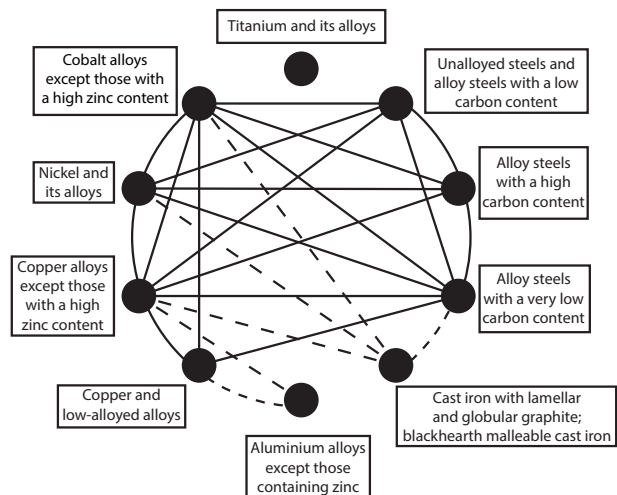 Titanium and its alloys
Cobalt alloys
except those with
a high zinc content
Unalloyed steels and
alloy steels with a low
carbon content
Nickel and
its alloys
Alloy steels
with a high
carbon content
Copper alloys
except those
with a high
zinc content
Alloy steels
with a very low
carbon content
Copper and
low-alloyed alloys
Cast iron with lamellar
and globular graphite;
blackhearth malleable cast iron
Aluminium alloys
except those
containing zinc